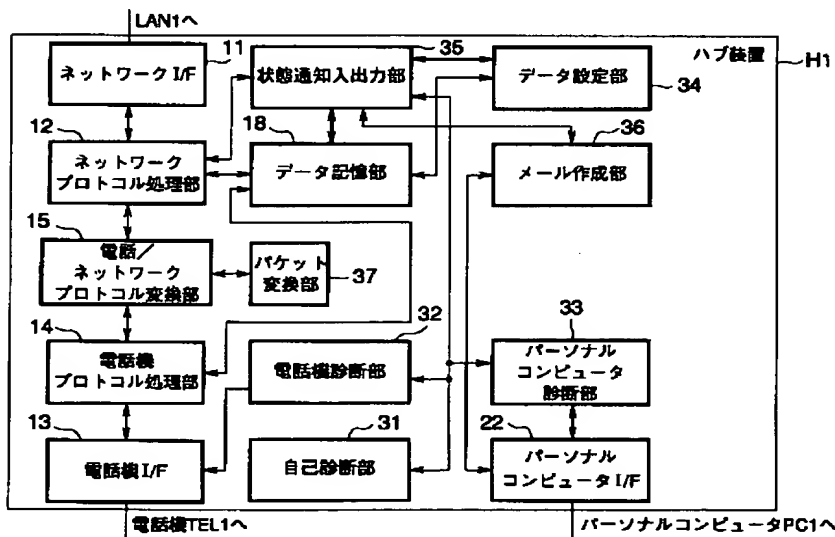 LAN1へ
ハブ装置
H1
11
ネットワークI/F
35
状態通知入出力部
データ設定部
34
12
ネットワーク
プロトコル処理部
18
データ記憶部
36
メール作成部
15
電話/
ネットワーク
プロトコル変換部
パケット
変換部
37
14
電話機
プロトコル処理部
32
電話機診断部
33
パーソナル
コンピュータ
診断部
13
電話機I/F
31
自己診断部
22
パーソナル
コンピュータI/F
電話機TEL1へ
パーソナルコンピュータPC1へ